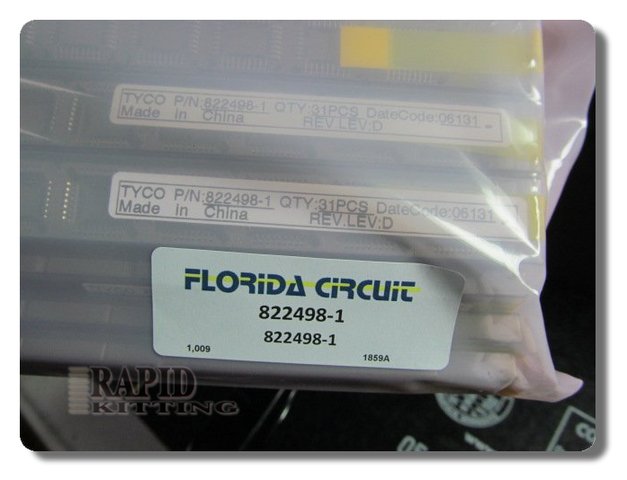 TYCO P/N:822498-1 QTY:31PCS DateCode:06131
Made in China REV.LEV:D
TYCO P/N:822498-1 QTY:31PCS DateCode:06131
Made in China REV.LEV:D
FLORIDA CIRCUIT
822498-1
822498-1
1,009 1859A
RAPID
KITTING